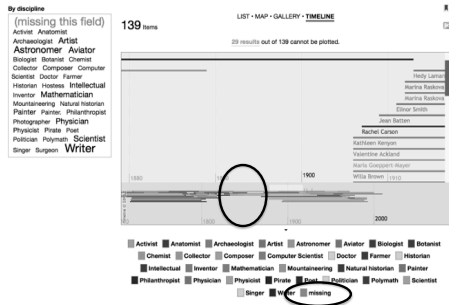 By discipline
(missing this field)
Activist Anatomist
Archaeologist Artist
Astronomer Aviator
Biologist Botanist Chemist
Collector Composer Computer
Scientist Doctor Farmer
Historian Hostess Intellectual
Inventor Mathematician
Mountaineering Natural historian
Painter Painter. Philanthropist
Photographer Physician
Physicist Pirate Poet
Politician Polymath Scientist
Singer Surgeon Writer
139 Items
LIST • MAP • GALLERY • TIMELINE
29 results out of 139 cannot be plotted.
Hedy Lamar
Marina Raskova
Marina Raskova
Elinor Smith
Jean Batten
Rachel Carson
Kathleen Kenyon
Valentine Ackland
Maria Goeppert-Mayer
Willa Brown
1880
1900
1910
1800
1900
2000
Activist Anatomist Archaeologist Artist Astronomer Aviator Biologist Botanist
Chemist Collector Composer Computer Scientist Doctor Farmer Historian
Intellectual Inventor Mathematician Mountaineering Natural historian Painter
Philanthropist Physician Physicist Pirate Poet Politician Polymath Scientist
Singer Writer missing